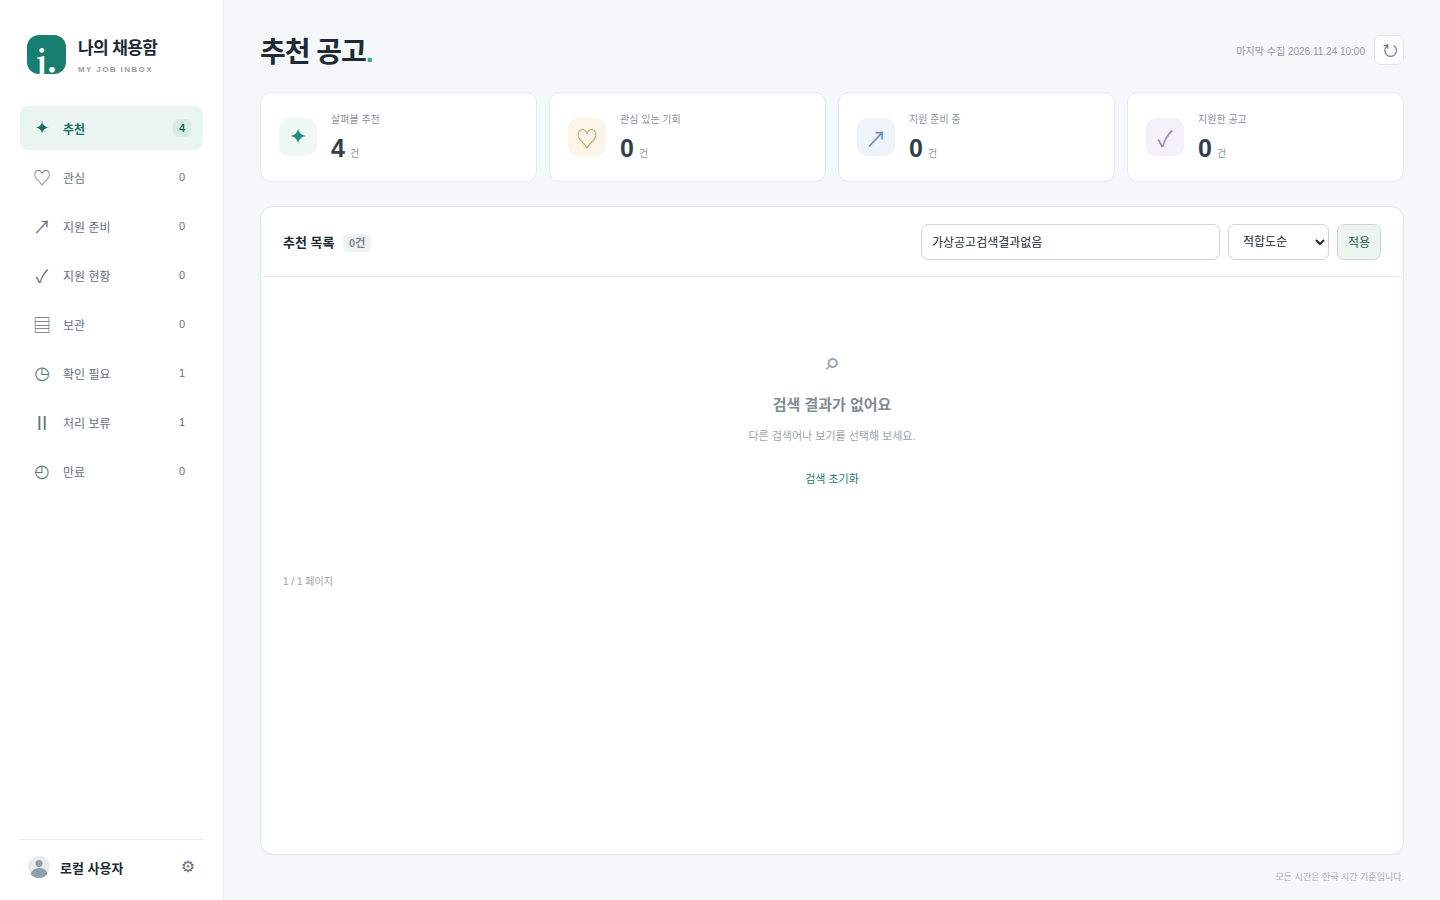 나의 채용함
MY JOB INBOX
추천 4
관심 0
지원 준비 0
지원 현황 0
보관 0
확인 필요 1
처리 보류 1
만료 0
로컬 사용자
추천 공고.
마지막 수집 2026.11.24 10:00
살펴볼 추천
4 건
관심 있는 기회
0 건
지원 준비 중
0 건
지원한 공고
0 건
추천 목록 0건
가상공고검색결과없음
적합도순
적용
검색 결과가 없어요
다른 검색어나 보기를 선택해 보세요.
검색 초기화
1 / 1 페이지
모든 시간은 한국 시간 기준입니다.